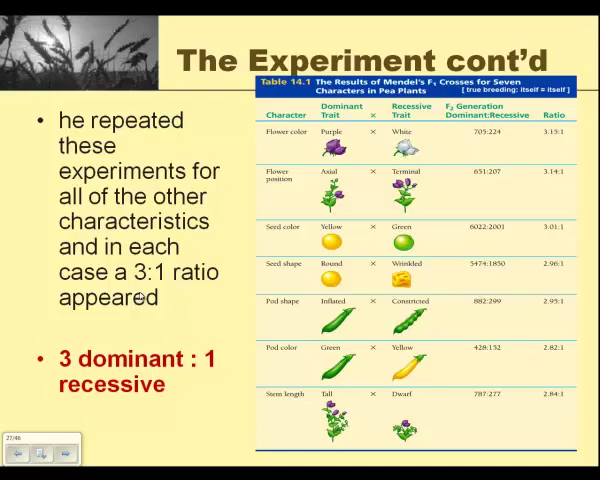 The Experiment cont'd
• he repeated
these
experiments for
all of the other
characteristics
and in each
case a 3:1 ratio
appeared
• 3 dominant : 1
recessive
Table 14.1 The Results of Mendel's F1 Crosses for Seven
Characters in Pea Plants [ true breeding: itself = itself ]
Character Dominant Trait × Recessive Trait F2 Generation Dominant:Recessive Ratio
Flower color Purple × White 705:224 3.15:1
Flower position Axial × Terminal 651:207 3.14:1
Seed color Yellow × Green 6022:2001 3.01:1
Seed shape Round × Wrinkled 5474:1850 2.96:1
Pod shape Inflated × Constricted 882:299 2.95:1
Pod color Green × Yellow 428:152 2.82:1
Stem length Tall × Dwarf 787:277 2.84:1
27/46